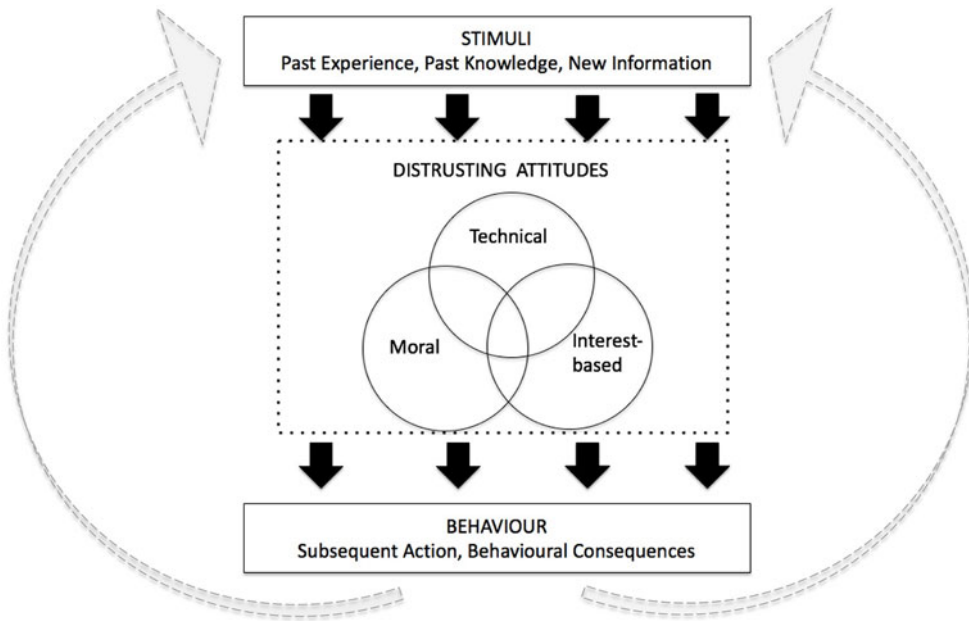 STIMULI
Past Experience, Past Knowledge, New Information
DISTRUSTING ATTITUDES
Technical
Moral
Interest-
based
BEHAVIOUR
Subsequent Action, Behavioural Consequences